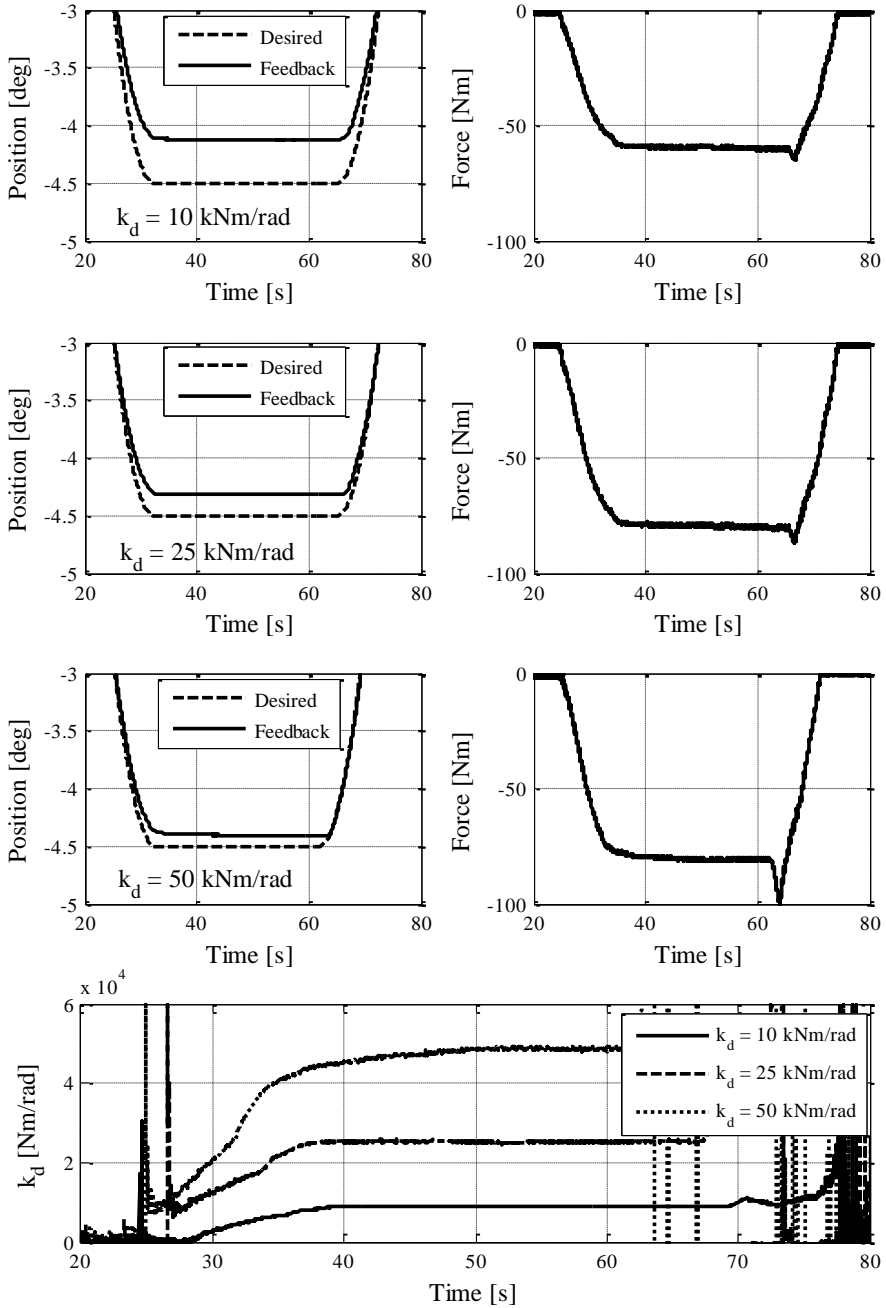 -3
-3.5
-4
-4.5
-5
Position [deg]
Desired
Feedback
k_d = 10 kNm/rad
20 40 60 80
Time [s]
0
-50
-100
Force [Nm]
20 40 60 80
Time [s]
-3
-3.5
-4
-4.5
-5
Position [deg]
Desired
Feedback
k_d = 25 kNm/rad
20 40 60 80
Time [s]
0
-50
-100
Force [Nm]
20 40 60 80
Time [s]
-3
-3.5
-4
-4.5
-5
Position [deg]
Desired
Feedback
k_d = 50 kNm/rad
20 40 60 80
Time [s]
0
-50
-100
Force [Nm]
20 40 60 80
Time [s]
x 10^4
6
4
2
0
k_d [Nm/rad]
k_d = 10 kNm/rad
k_d = 25 kNm/rad
k_d = 50 kNm/rad
20 30 40 50 60 70 80
Time [s]